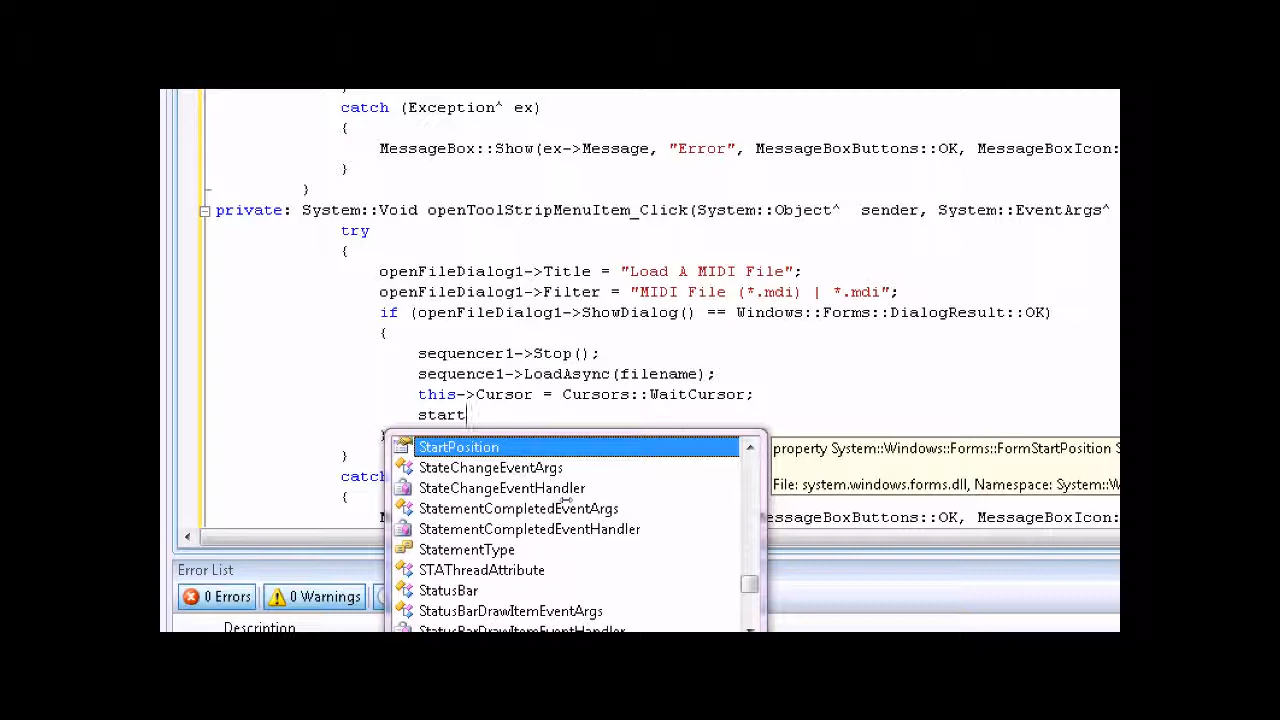 catch (Exception^ ex)
{
MessageBox::Show(ex->Message, "Error", MessageBoxButtons::OK, MessageBoxIcon:
}
}
private: System::Void openToolStripMenuItem_Click(System::Object^ sender, System::EventArgs^
try
{
openFileDialog1->Title = "Load A MIDI File";
openFileDialog1->Filter = "MIDI File (*.mdi) | *.mdi";
if (openFileDialog1->ShowDialog() == Windows::Forms::DialogResult::OK)
{
sequencer1->Stop();
sequence1->LoadAsync(filename);
this->Cursor = Cursors::WaitCursor;
start
StartPosition
property System::Windows::Forms::FormStartPosition S
}
StateChangeEventArgs
catch
StateChangeEventHandler
File: system.windows.forms.dll, Namespace: System::W
{
StatementCompletedEventArgs
StatementCompletedEventHandler
essageBoxButtons::OK, MessageBoxIcon:
StatementType
STAThreadAttribute
Error List
StatusBar
0 Errors
0 Warnings
StatusBarDrawItemEventArgs
Description
StatusBarDrawItemEventHandler